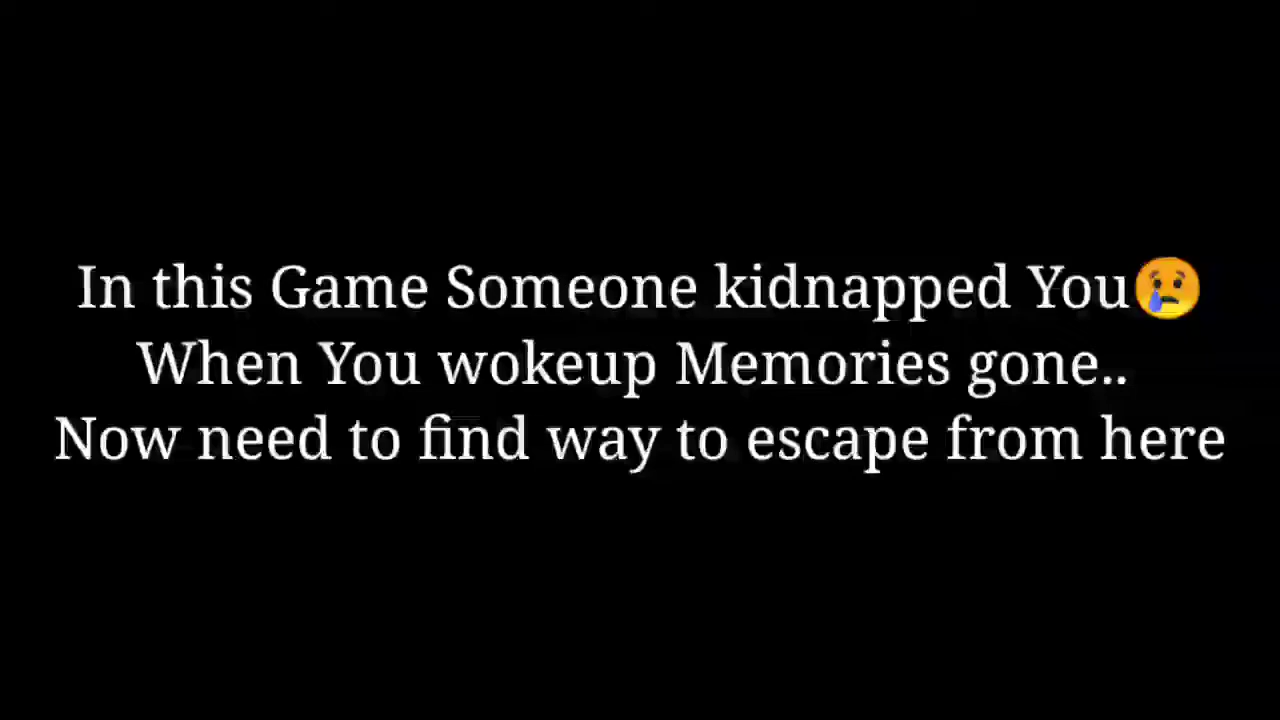 In this Game Someone kidnapped You😢
When You wokeup Memories gone..
Now need to find way to escape from here